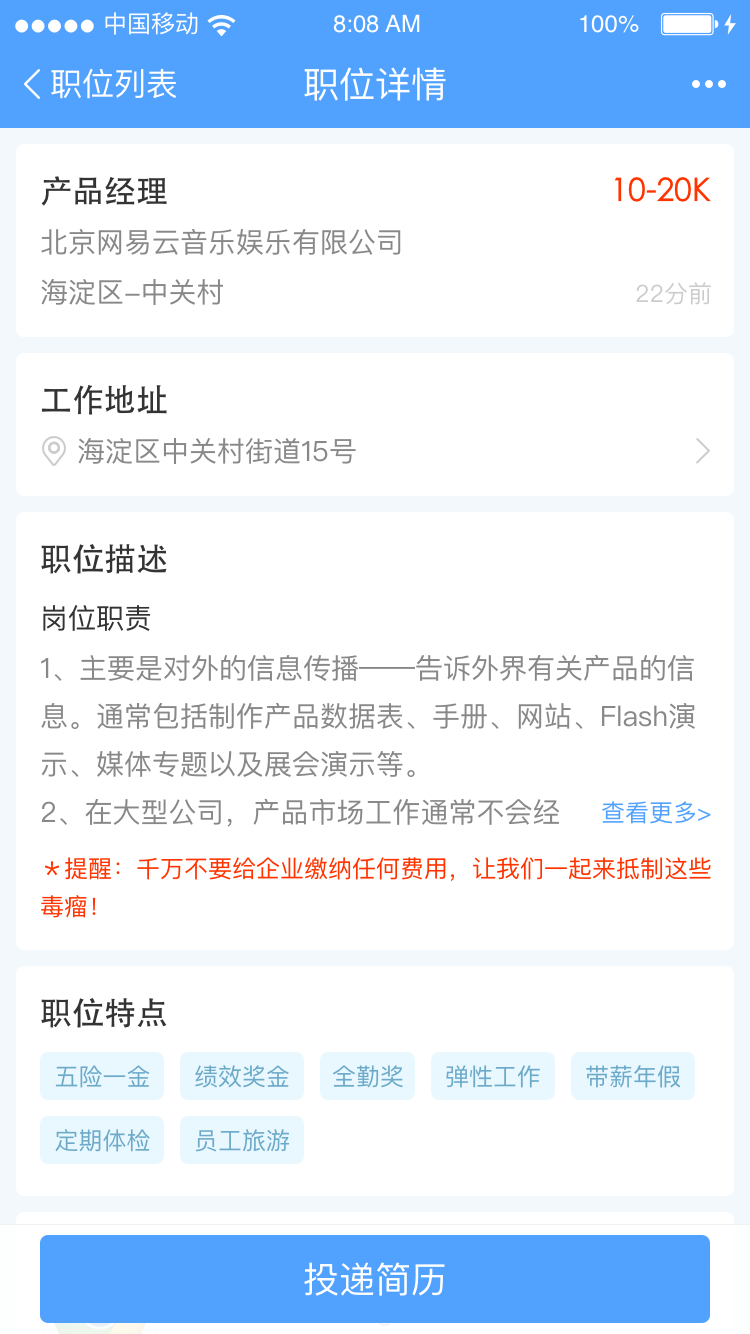 中国移动 8:08 AM 100%
职位列表 职位详情
产品经理 10-20K
北京网易云音乐娱乐有限公司
海淀区–中关村 22分前
工作地址
海淀区中关村街道15号
职位描述
岗位职责
1、主要是对外的信息传播——告诉外界有关产品的信
息。通常包括制作产品数据表、手册、网站、Flash演
示、媒体专题以及展会演示等。
2、在大型公司，产品市场工作通常不会经 查看更多>
＊提醒：千万不要给企业缴纳任何费用，让我们一起来抵制这些
毒瘤！
职位特点
五险一金 绩效奖金 全勤奖 弹性工作 带薪年假
定期体检 员工旅游
投递简历